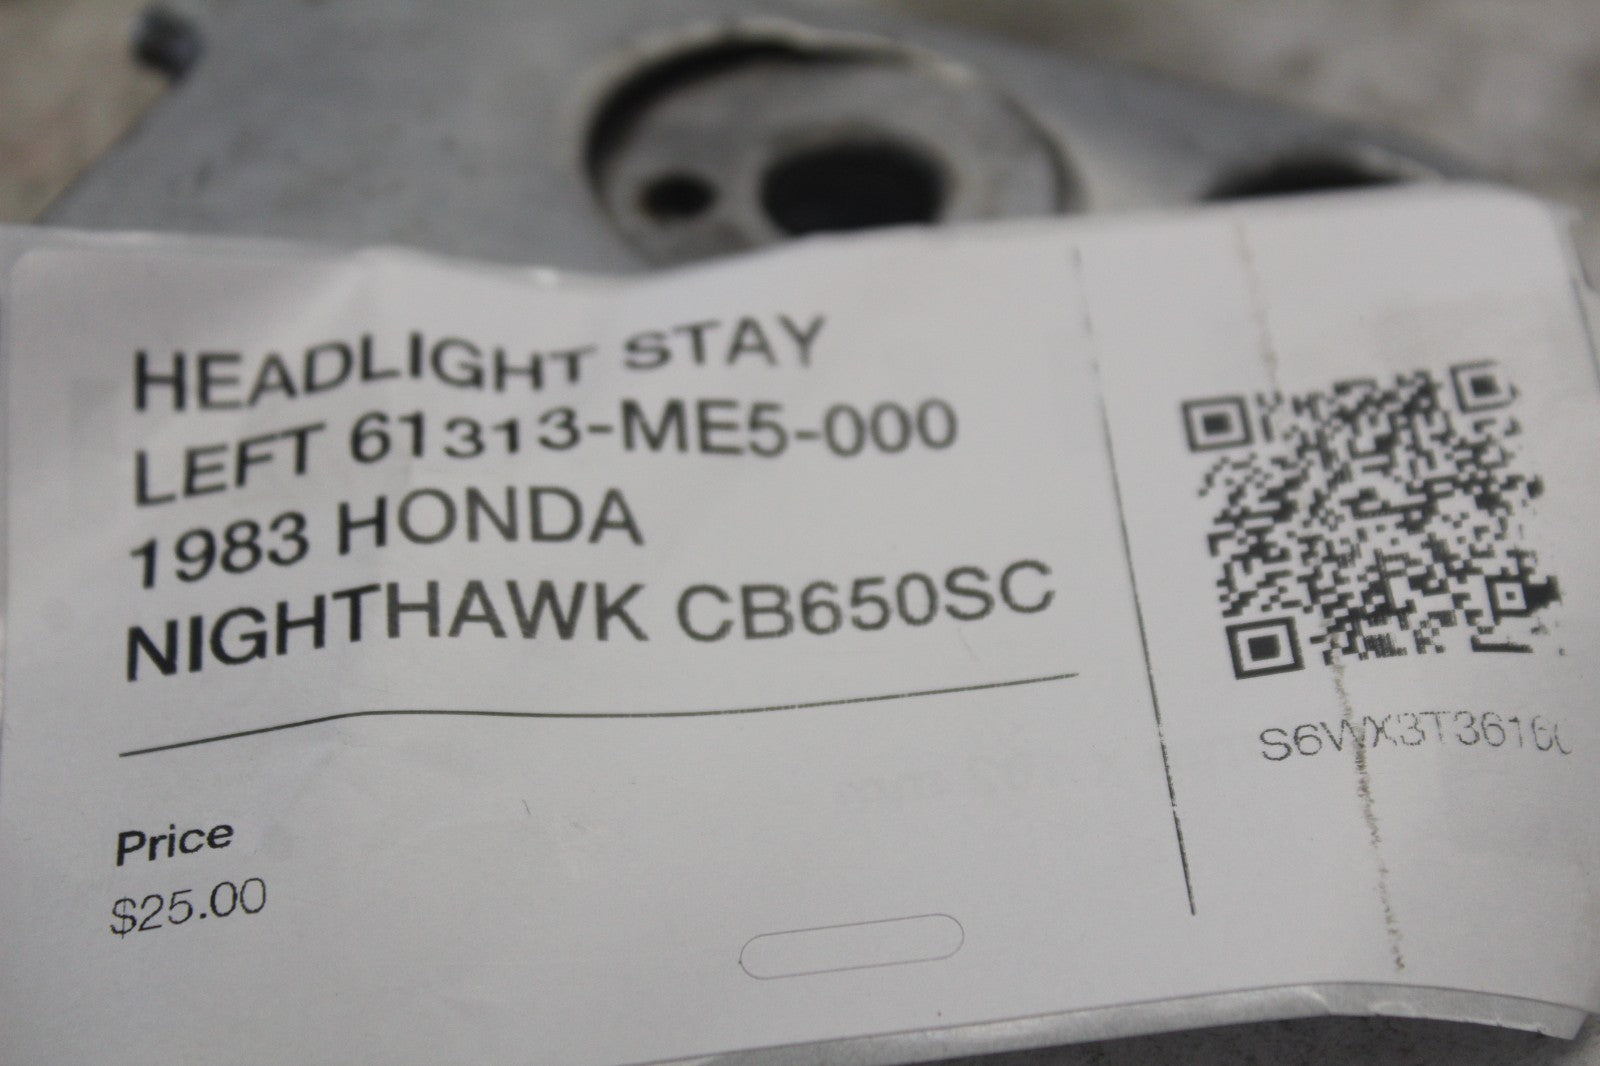 HEADLIGHT STAY
LEFT 61313-ME5-000
1983 HONDA
NIGHTHAWK CB650SC
Price
$25.00